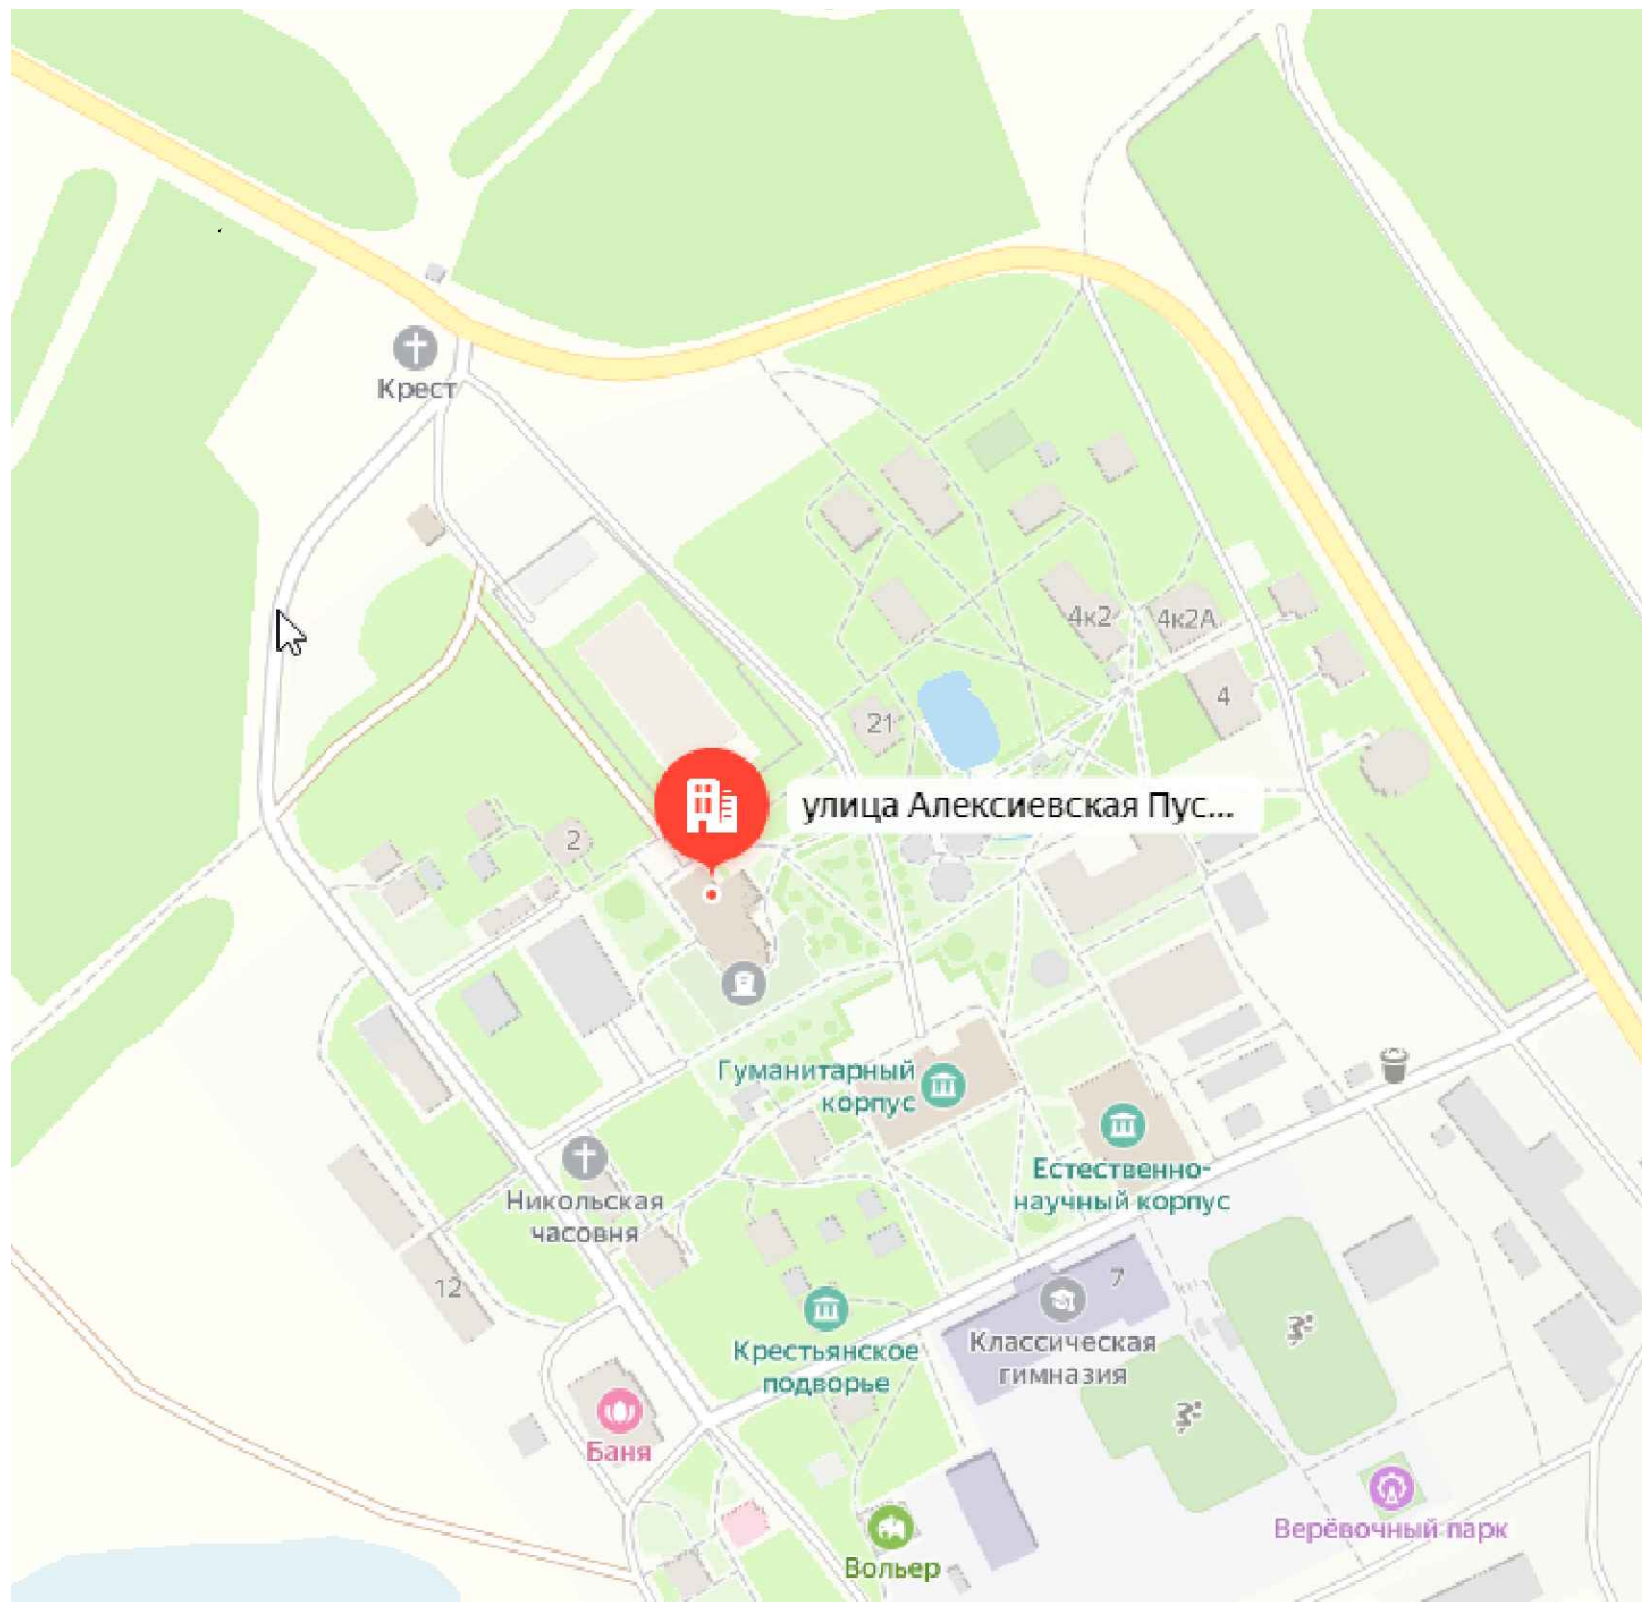 Крест
4к2
4к2А
4
21
улица Алексиевская Пус...
2
Гуманитарный
корпус
Естественно-
научный корпус
Никольская
часовня
12
7
Классическая
гимназия
Крестьянское
подворье
Баня
Верёвочный парк
Вольер